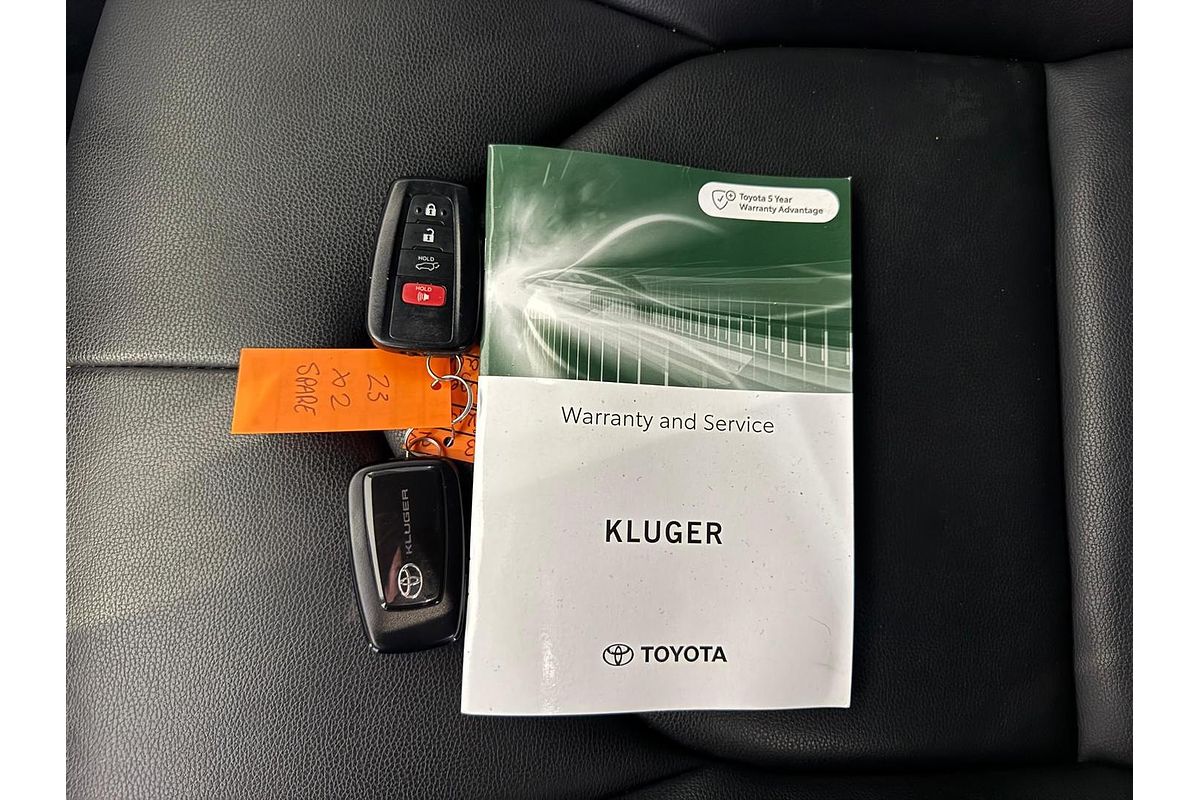 Toyota 5 Year
Warranty Advantage
HOLD
HOLD
23
x2
SPARE
Warranty and Service
KLUGER
KLUGER
TOYOTA